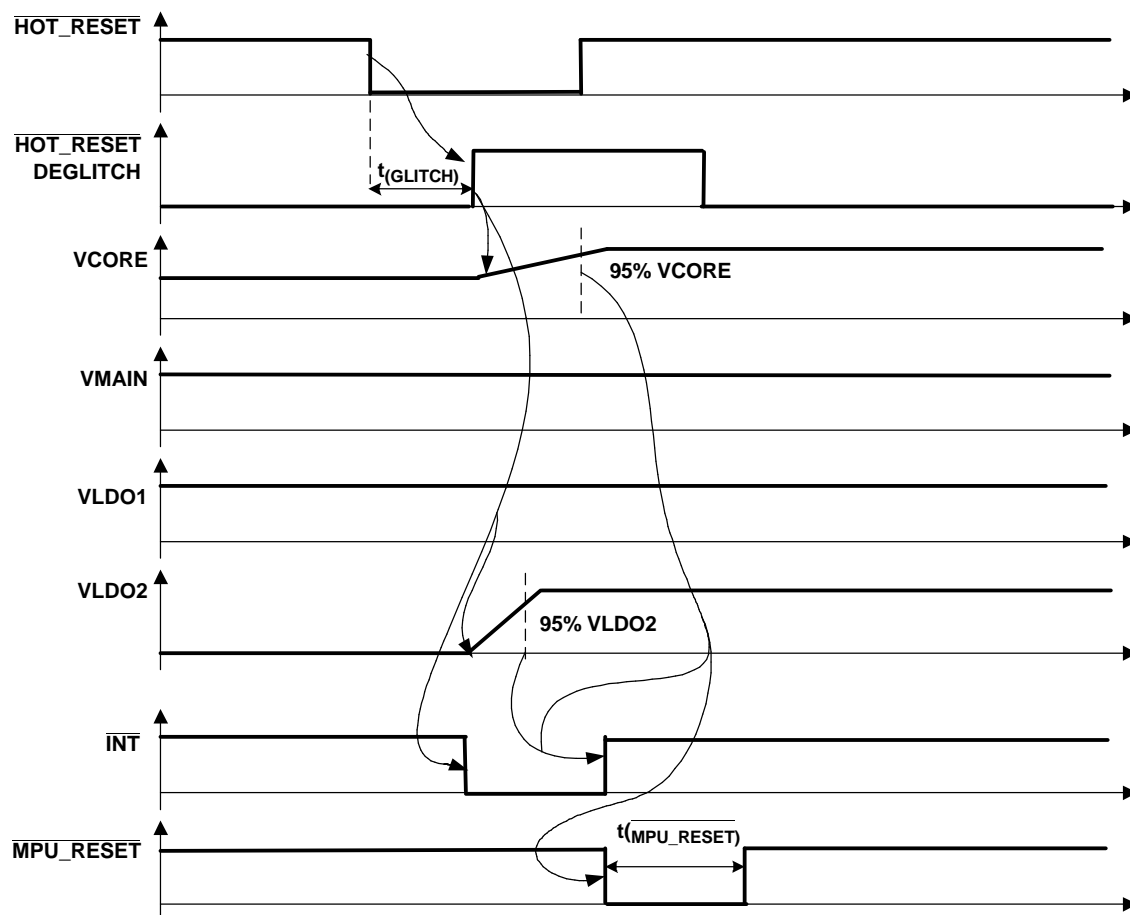 HOT_RESET
HOT_RESET
DEGLITCH
t(GLITCH)
VCORE
95% VCORE
VMAIN
VLDO1
VLDO2
95% VLDO2
INT
t(MPU_RESET)
MPU_RESET